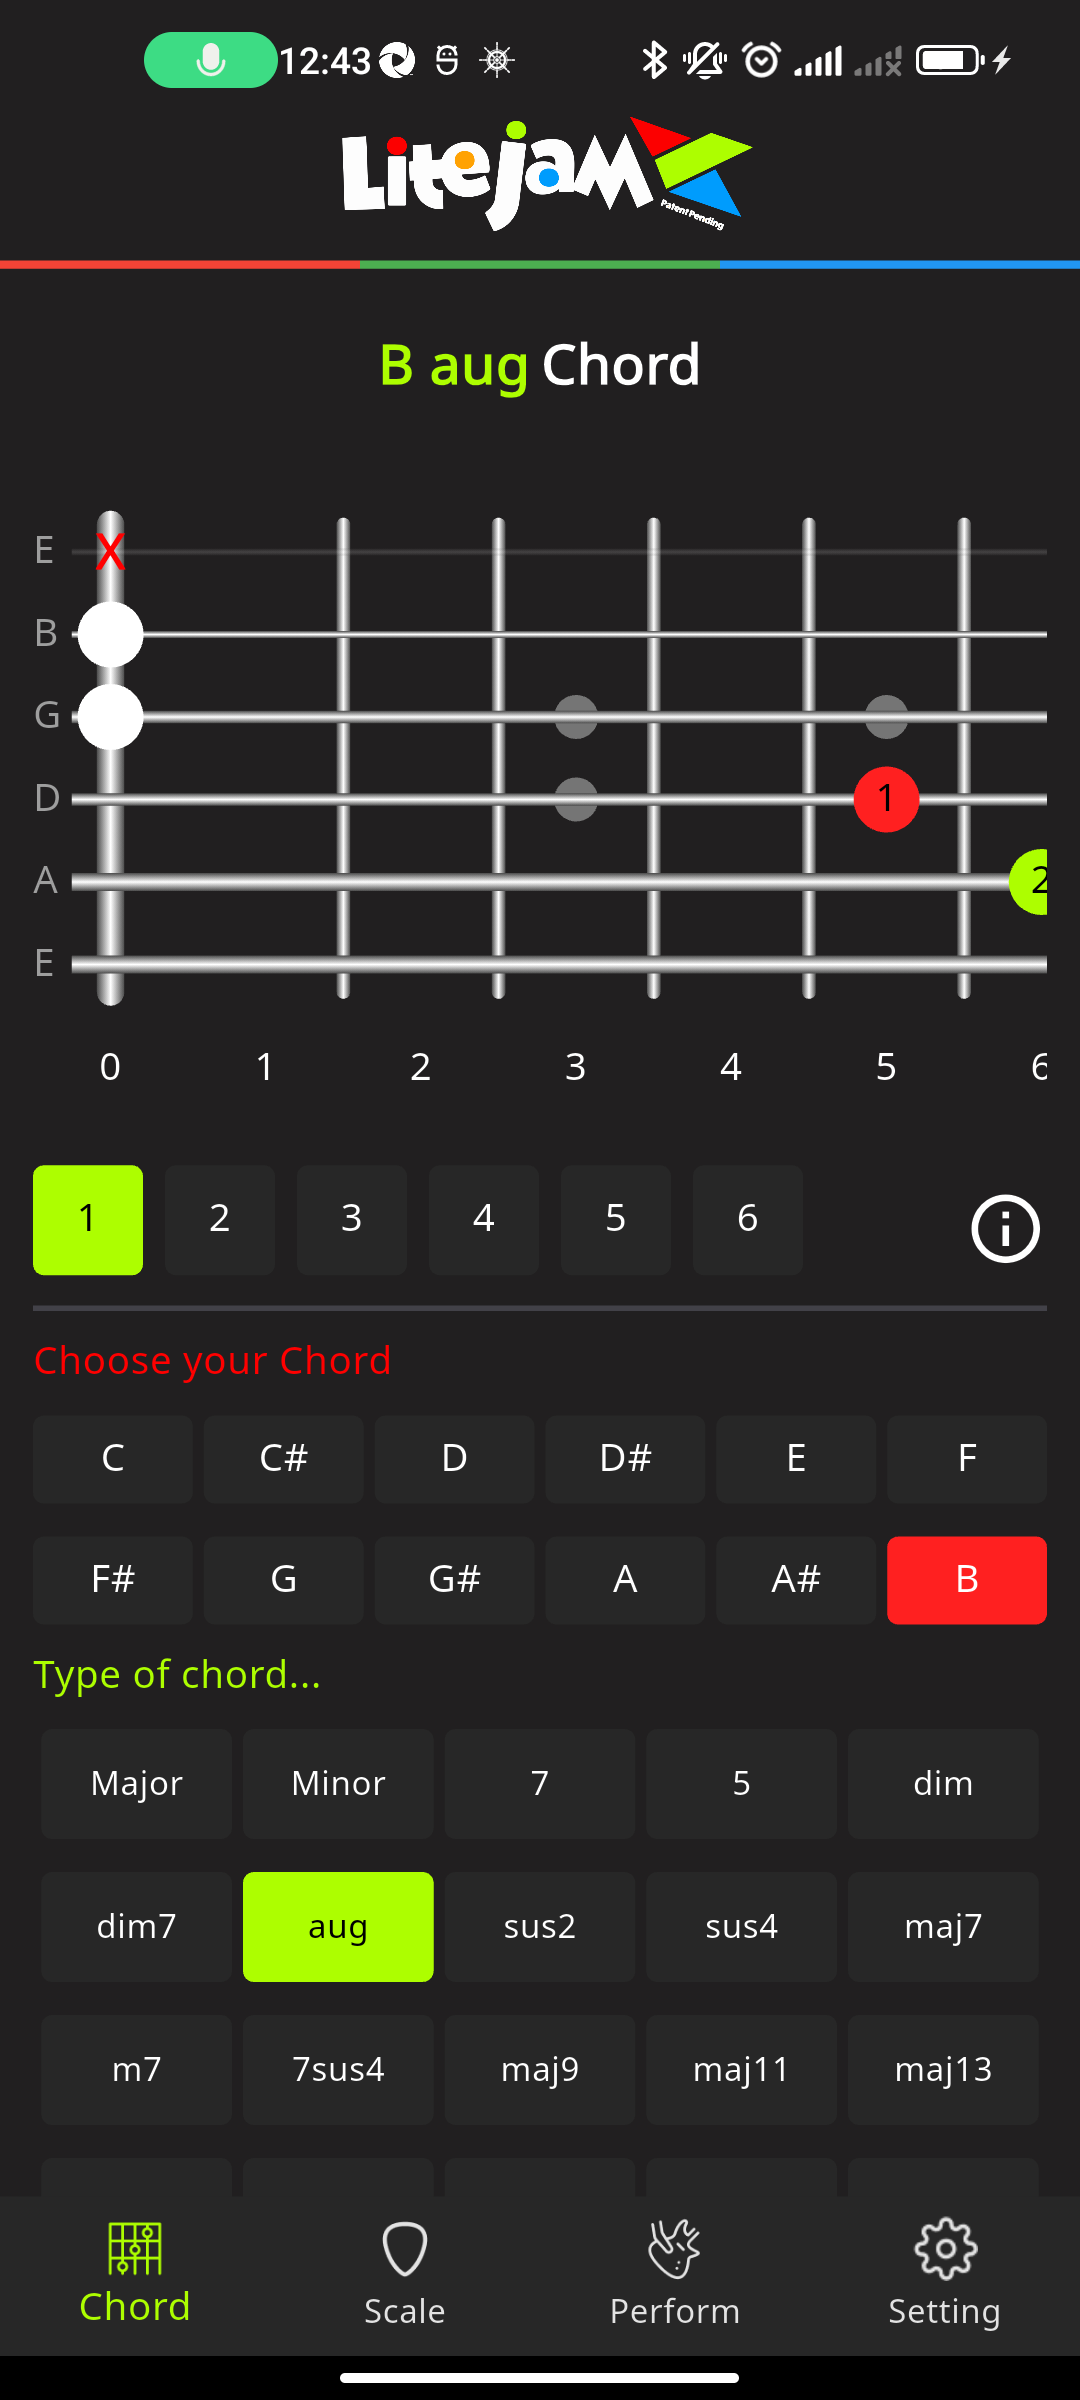 12:43
Litejam
Patent Pending
B aug Chord
E X
B
G
D 1
A 2
E
0 1 2 3 4 5 6
1 2 3 4 5 6
Choose your Chord
C C# D D# E F
F# G G# A A# B
Type of chord...
Major Minor 7 5 dim
dim7 aug sus2 sus4 maj7
m7 7sus4 maj9 maj11 maj13
Chord Scale Perform Setting